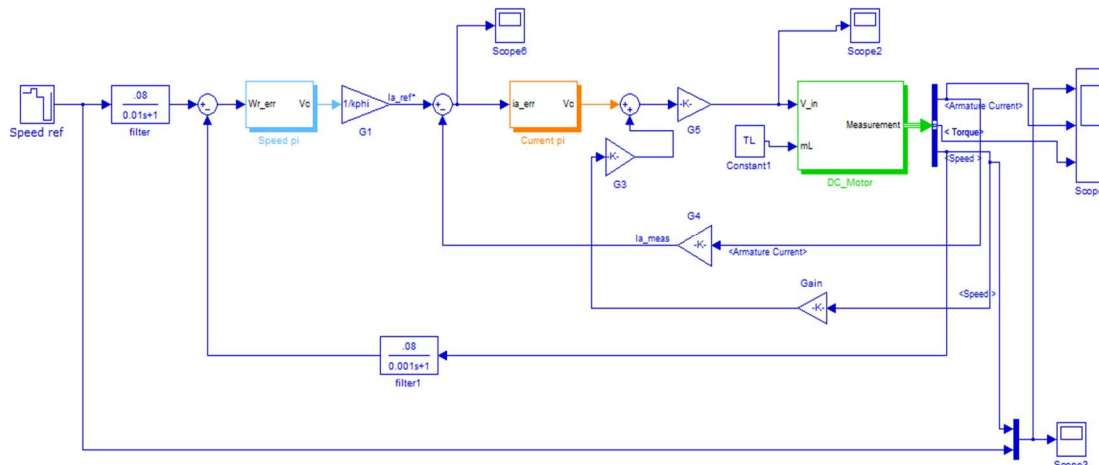 Scope6
Scope2
.08
0.01s+1
filter
Speed ref
Wr_err
Vc
Speed pi
1/kphi
G1
Ia_ref*
ia_err
Vc
Current pi
-K-
G3
-K-
G5
TL
Constant1
V_in
mL
Measurement
DC_Motor
<Armature Current>
< Torque>
<Speed >
Scope
G4
-K-
Ia_meas
<Armature Current>
Gain
-K-
<Speed >
.08
0.001s+1
filter1
Scope3